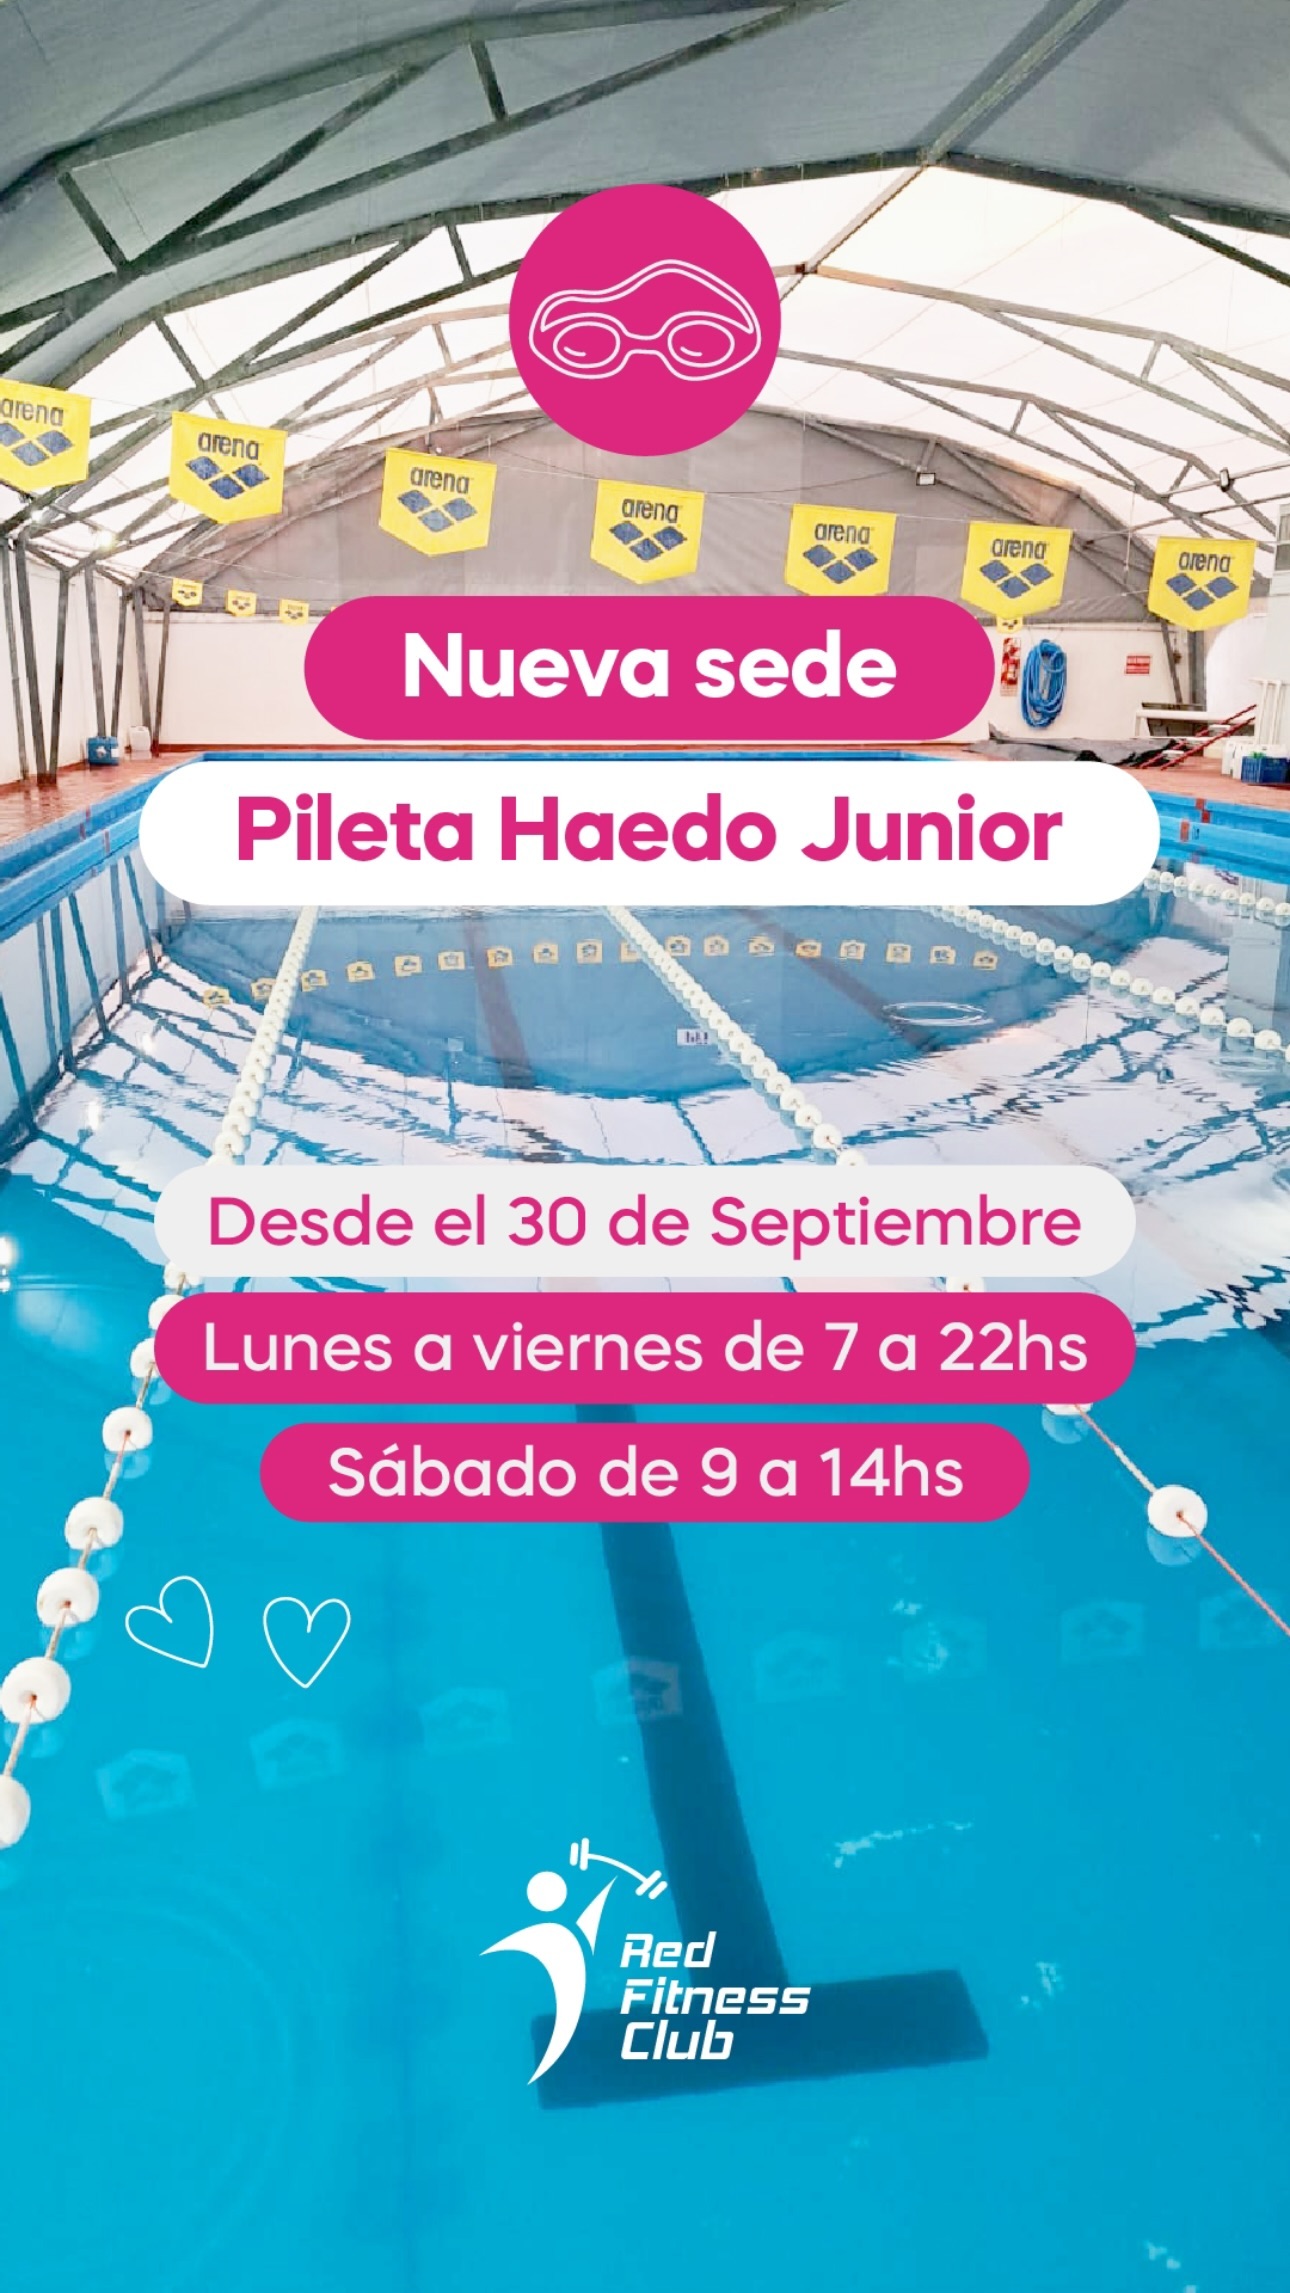 arena
arena
arena
arena
arena
arena
arena
Nueva sede
Pileta Haedo Junior
Desde el 30 de Septiembre
Lunes a viernes de 7 a 22hs
Sábado de 9 a 14hs
Red
Fitness
Club